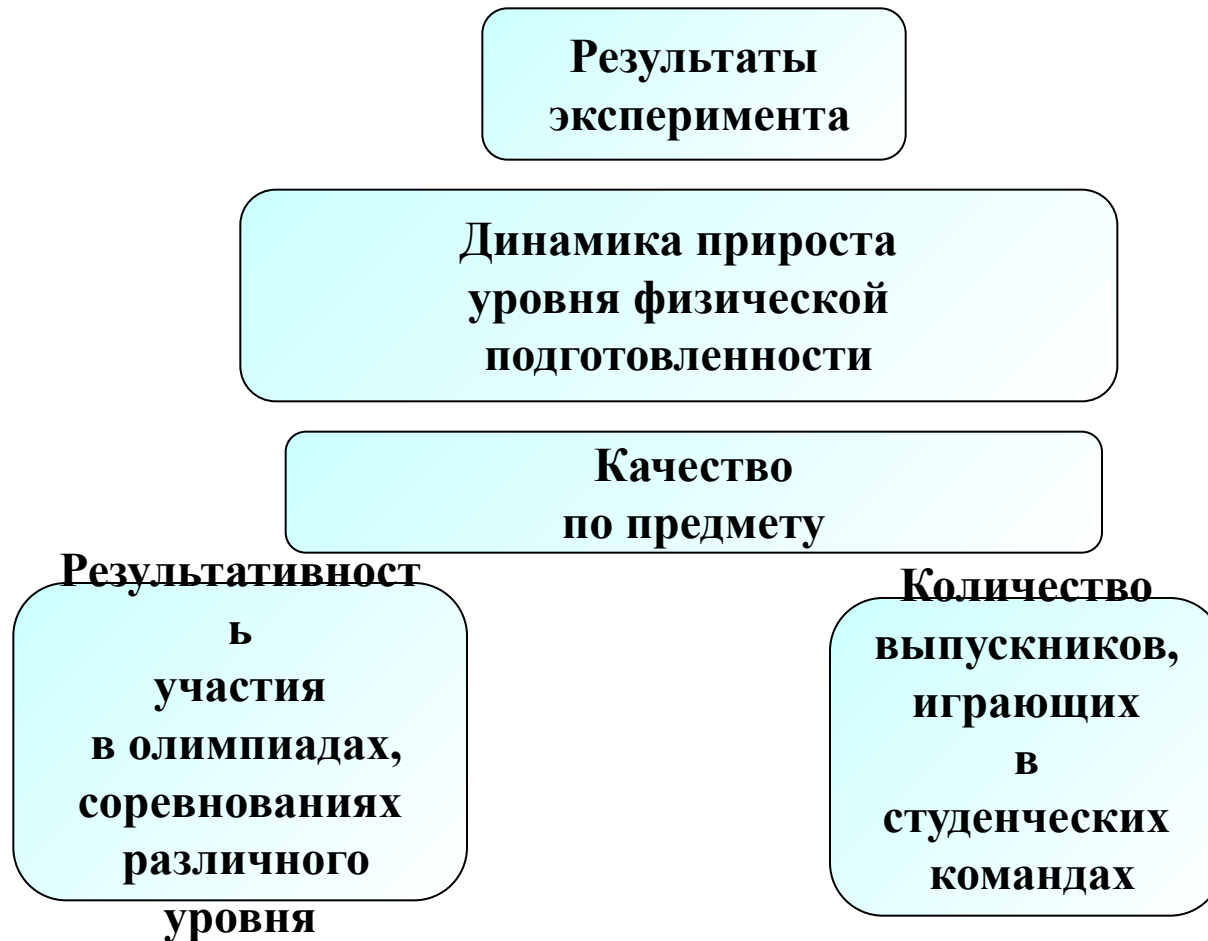 Результаты
эксперимента
Динамика прироста
уровня физической
подготовленности
Качество
по предмету
Результативност
ь
участия
в олимпиадах,
соревнованиях
различного
уровня
Количество
выпускников,
играющих
в
студенческих
командах